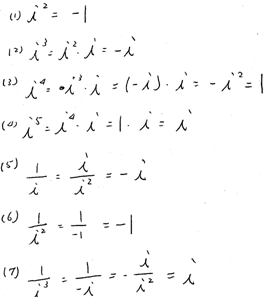 (1) i² = -1
(2) i³ = i² · i = -i
(3) i⁴ = i³ · i = (-i) · i = -i² = 1
(4) i⁵ = i⁴ · i = 1 · i = i
(5) 1/i = i/i² = -i
(6) 1/i² = 1/-1 = -1
(7) 1/i³ = 1/-i = -i/i² = i